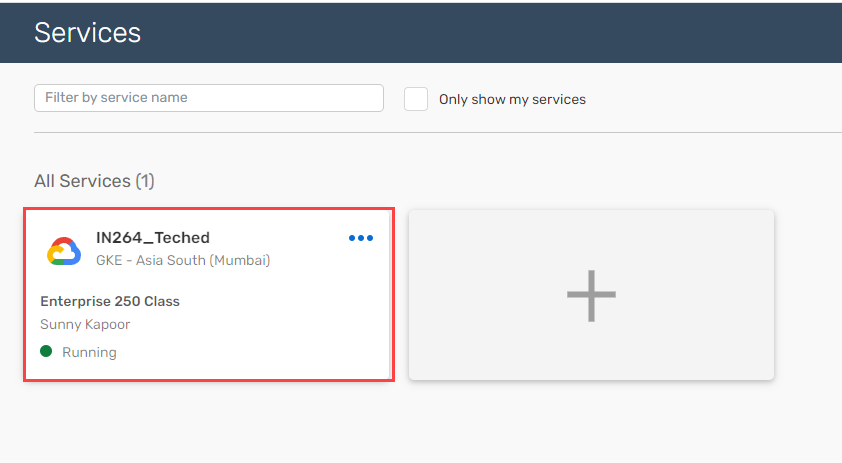 Services
Filter by service name
Only show my services
All Services (1)
IN264_Teched
GKE - Asia South (Mumbai)
Enterprise 250 Class
Sunny Kapoor
Running